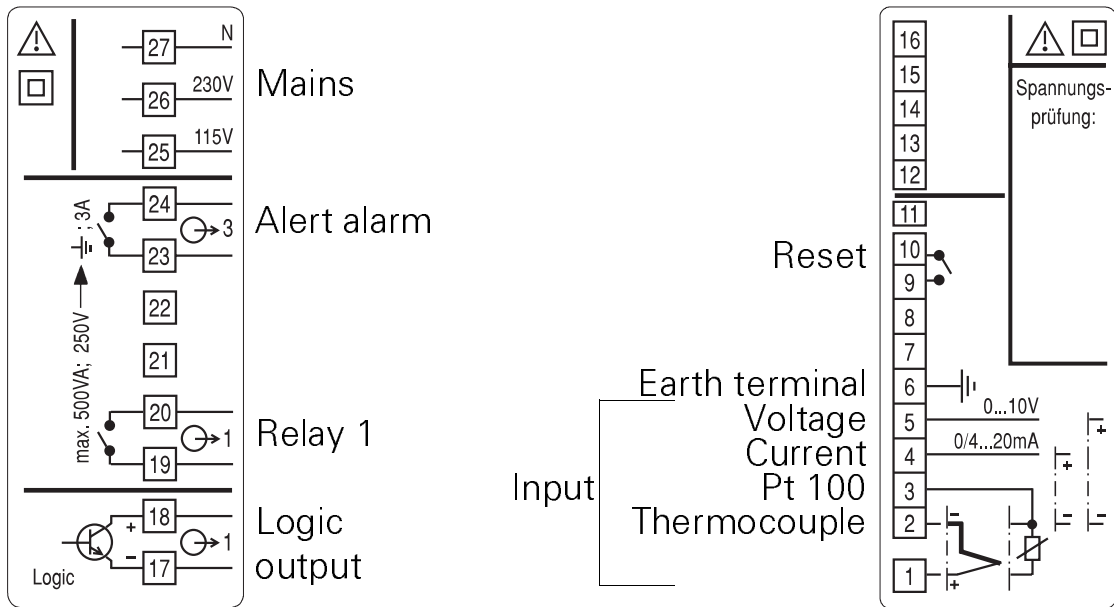 27
N
26
230V
Mains
25
115V
24
3
Alert alarm
23
22
21
20
1
Relay 1
19
max. 500VA; 250V ; 3A
18
+
1
Logic
output
17
−
Logic
16
15
14
13
12
11
10
9
8
7
6
5
4
3
2
1
Spannungs-
prüfung:
Reset
Earth terminal
Voltage
0...10V
Current
0/4...20mA
Input
Pt 100
Thermocouple
+
−
+
−
−
+